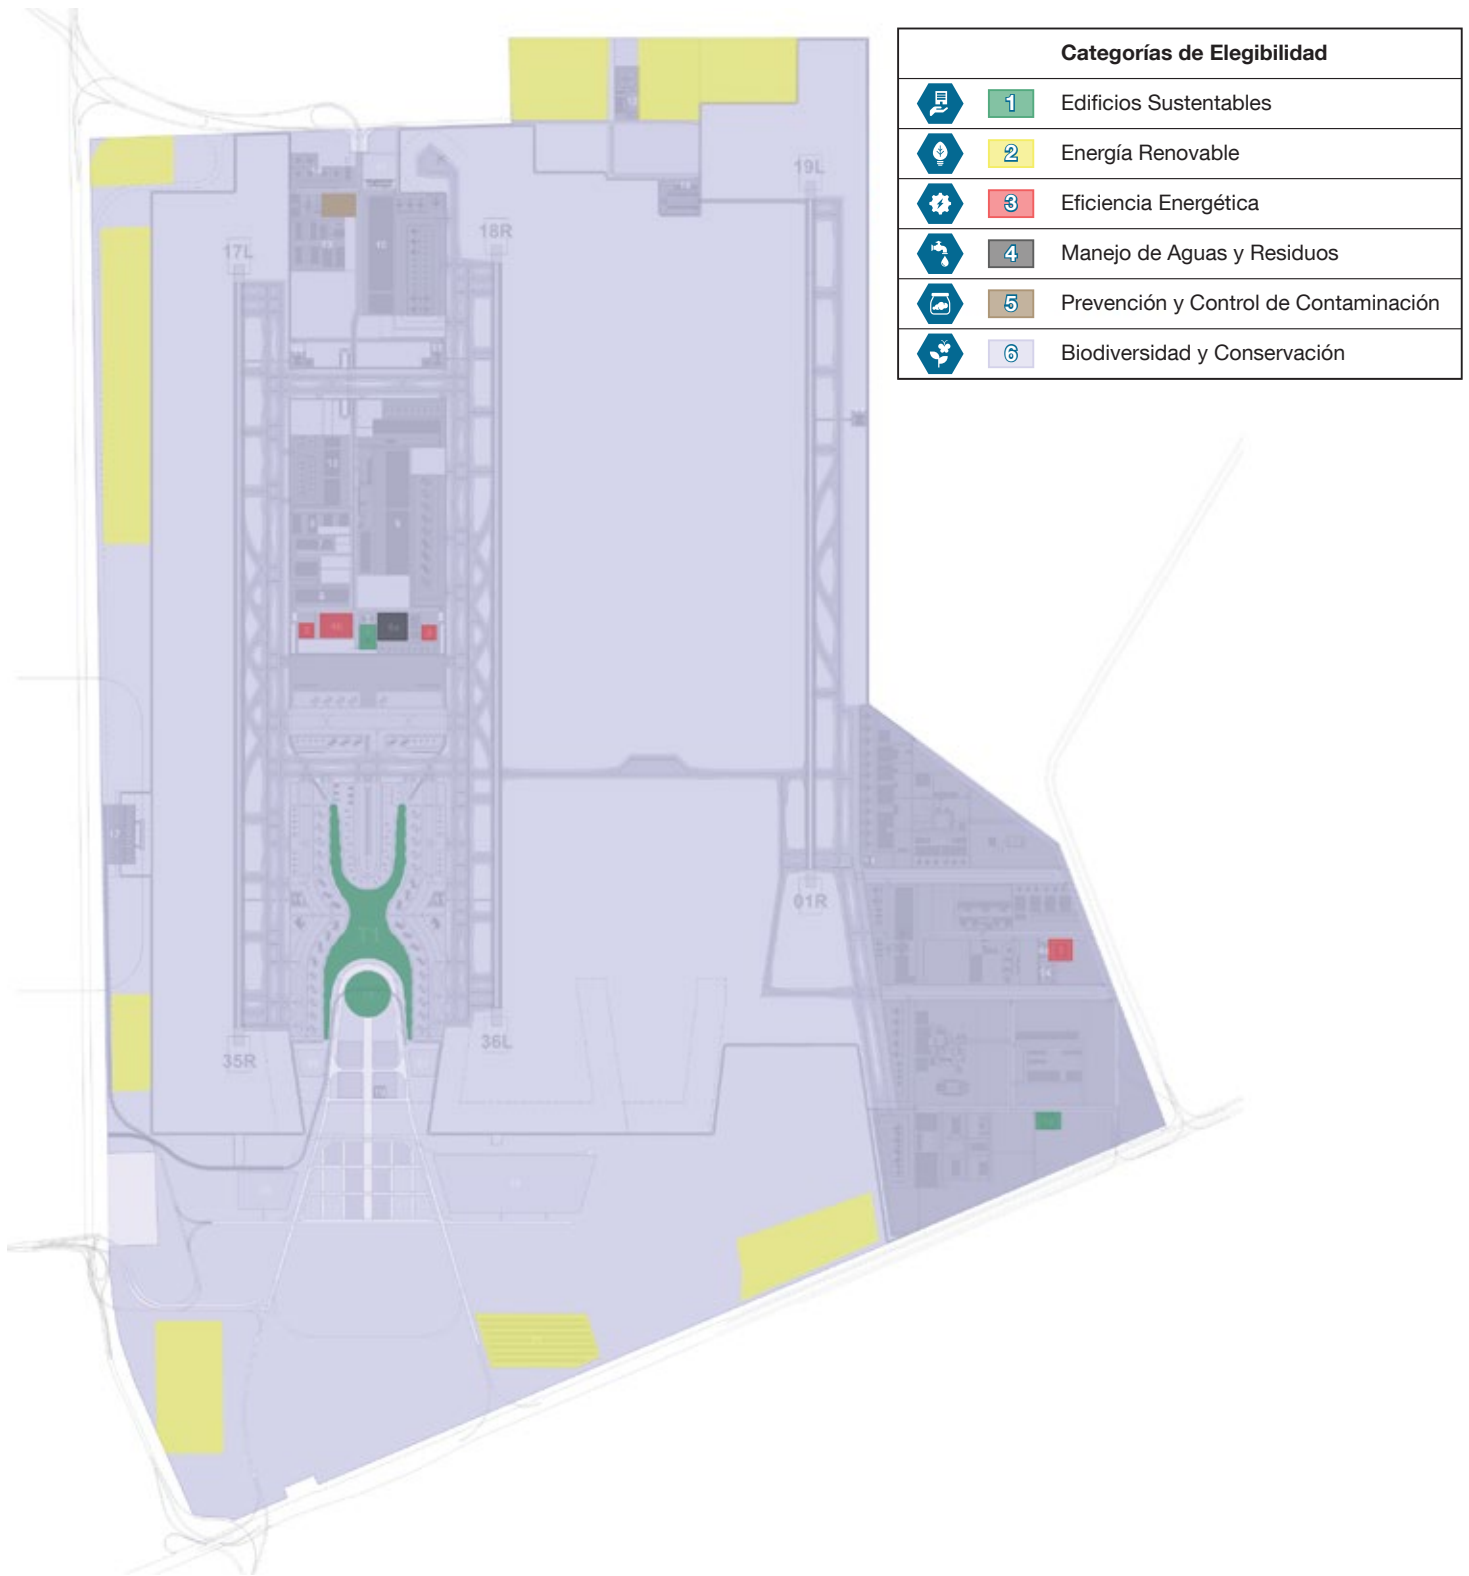 Categorías de Elegibilidad
1 Edificios Sustentables
2 Energía Renovable
3 Eficiencia Energética
4 Manejo de Aguas y Residuos
5 Prevención y Control de Contaminación
6 Biodiversidad y Conservación
19L
18R
17L
T1
01R
36L
35R